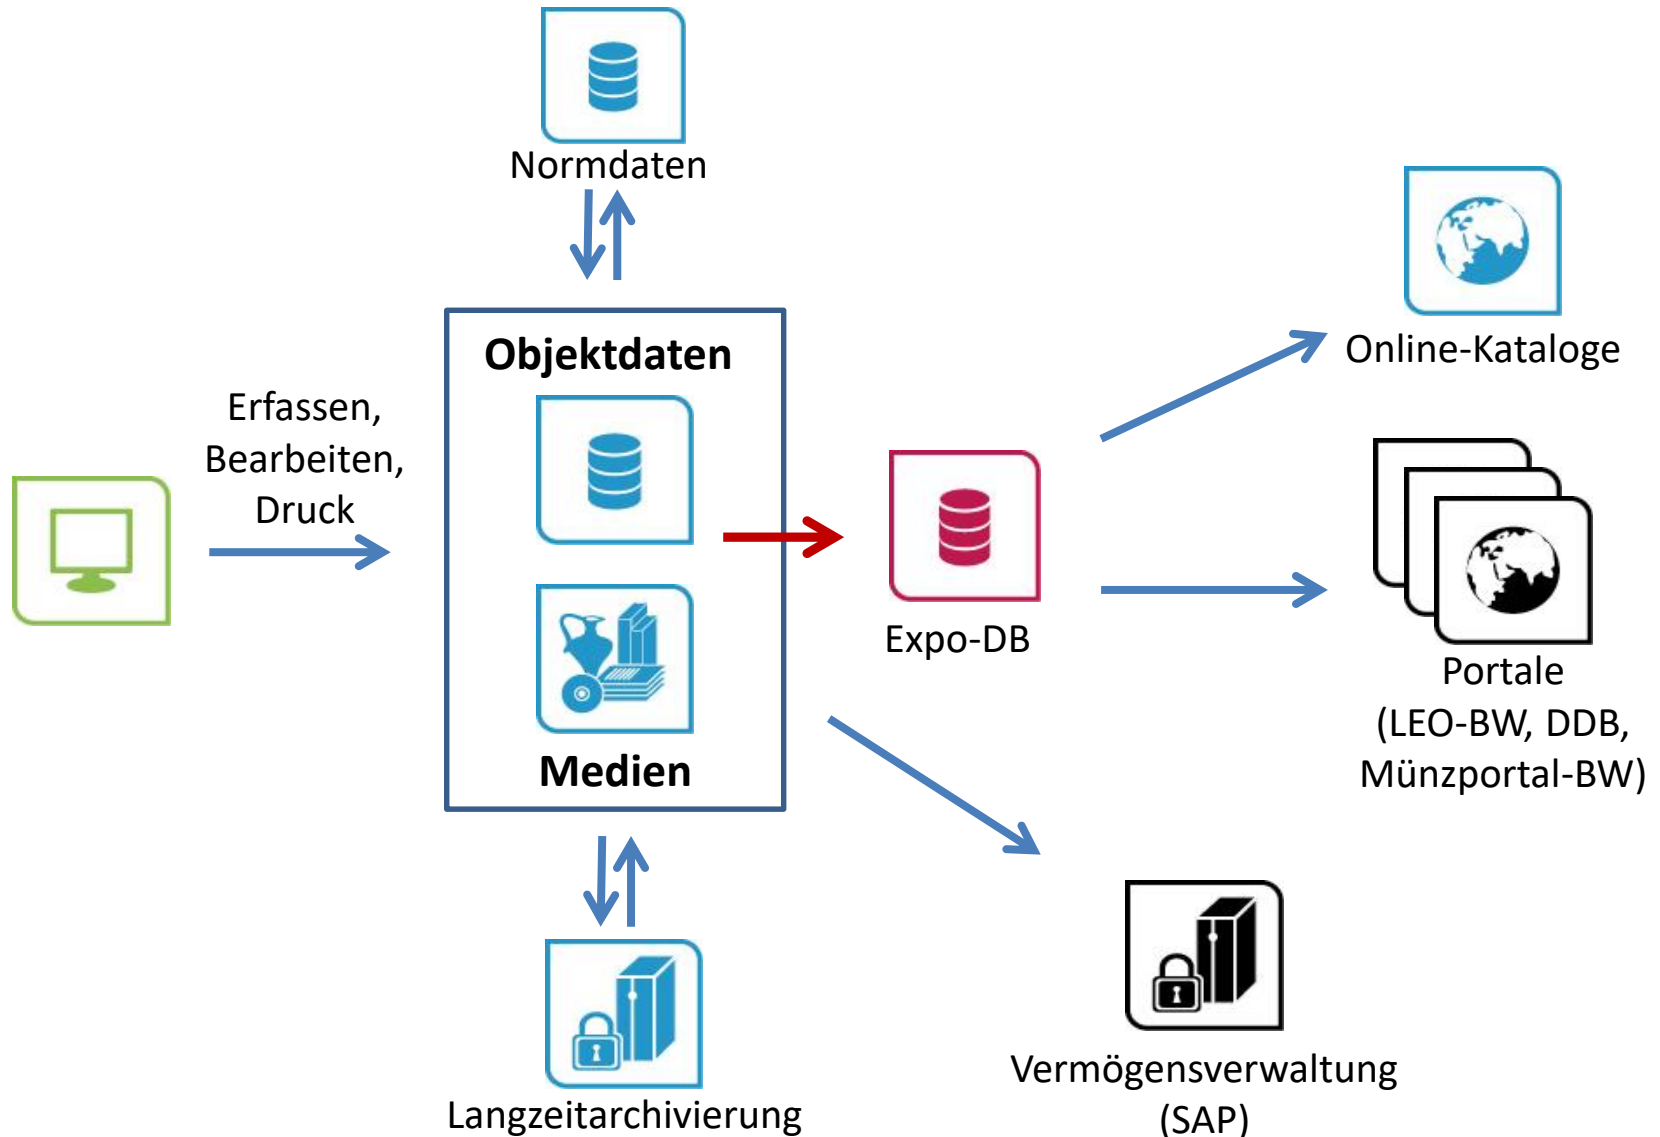 Normdaten
Objektdaten
Erfassen,
Bearbeiten,
Druck
Medien
Expo-DB
Online-Kataloge
Portale
(LEO-BW, DDB,
Münzportal-BW)
Langzeitarchivierung
Vermögensverwaltung
(SAP)